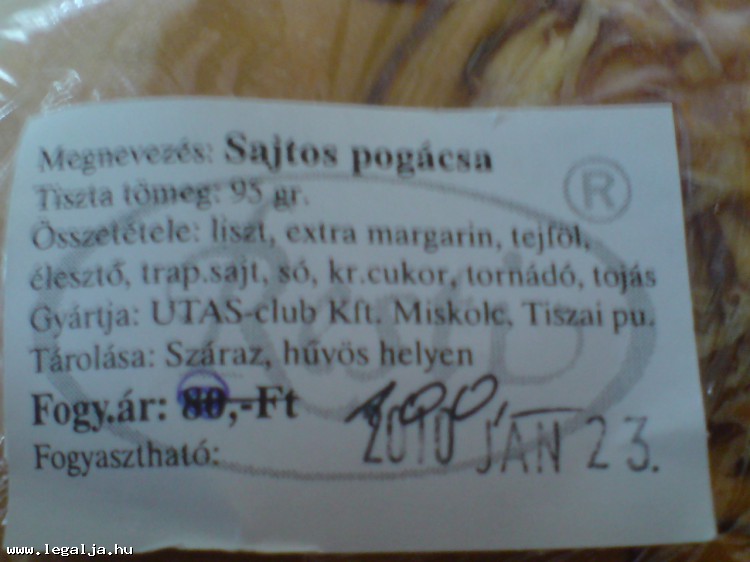 Megnevezés: Sajtos pogácsa
®
Tiszta tömeg: 95 gr.
Összetétele: liszt, extra margarin, tejföl,
élesztő, trap.sajt, só, kr.cukor, tornádó, tojás
Gyártja: UTAS-club Kft. Miskolc, Tiszai pu.
Tárolása: Száraz, hűvös helyen
Fogy.ár: 80,-Ft 100,-
Fogyasztható: 2010 JAN 23.
www.legalja.hu